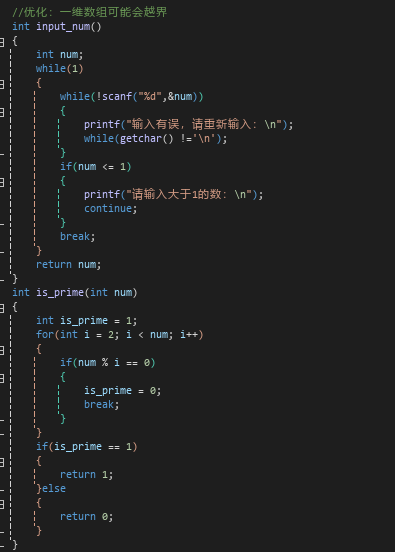 //优化：一维数组可能会越界
int input_num()
{
    int num;
    while(1)
    {
        while(!scanf("%d",&num))
        {
            printf("输入有误，请重新输入：\n");
            while(getchar() !='\n');
        }
        if(num <= 1)
        {
            printf("请输入大于1的数：\n");
            continue;
        }
        break;
    }
    return num;
}
int is_prime(int num)
{
    int is_prime = 1;
    for(int i = 2; i < num; i++)
    {
        if(num % i == 0)
        {
            is_prime = 0;
            break;
        }
    }
    if(is_prime == 1)
    {
        return 1;
    }else
    {
        return 0;
    }
}